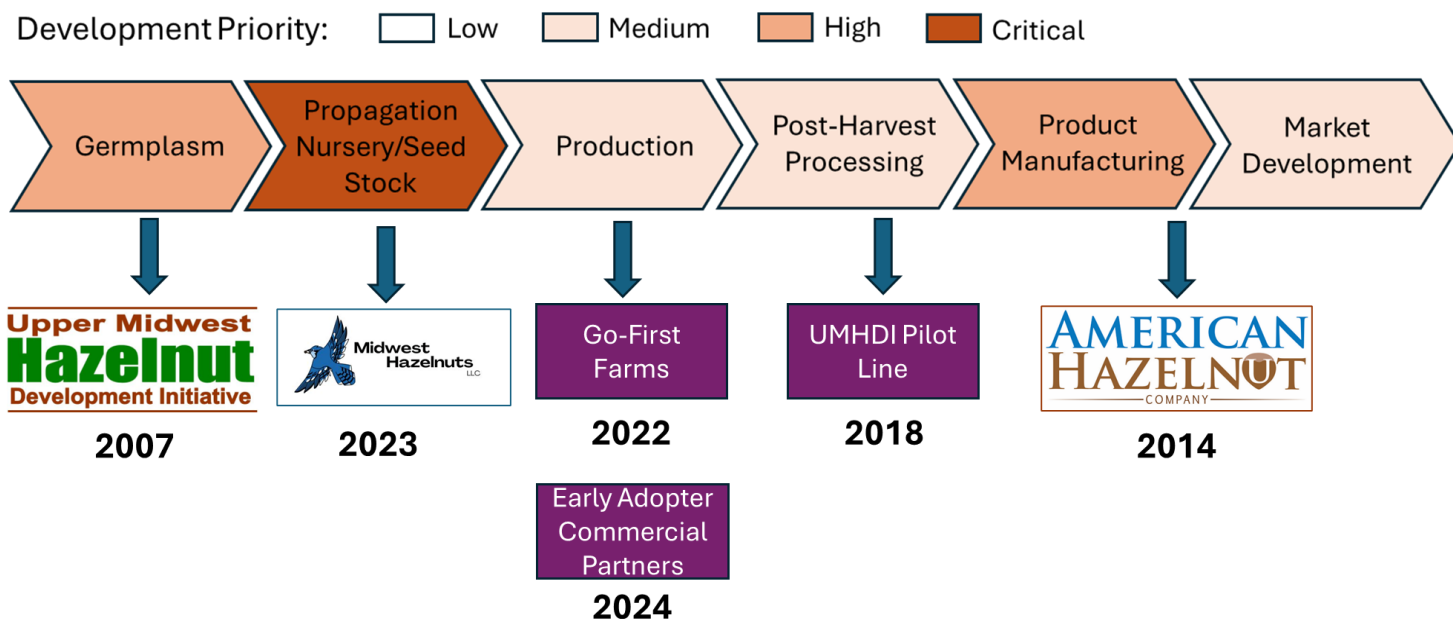 Development Priority: Low Medium High Critical
Germplasm
Propagation
Nursery/Seed
Stock
Production
Post-Harvest
Processing
Product
Manufacturing
Market
Development
Upper Midwest
Hazelnut
Development Initiative
2007
Midwest
Hazelnuts
LLC
2023
Go-First
Farms
2022
Early Adopter
Commercial
Partners
2024
UMHDI Pilot
Line
2018
AMERICAN
HAZELNUT
COMPANY
2014